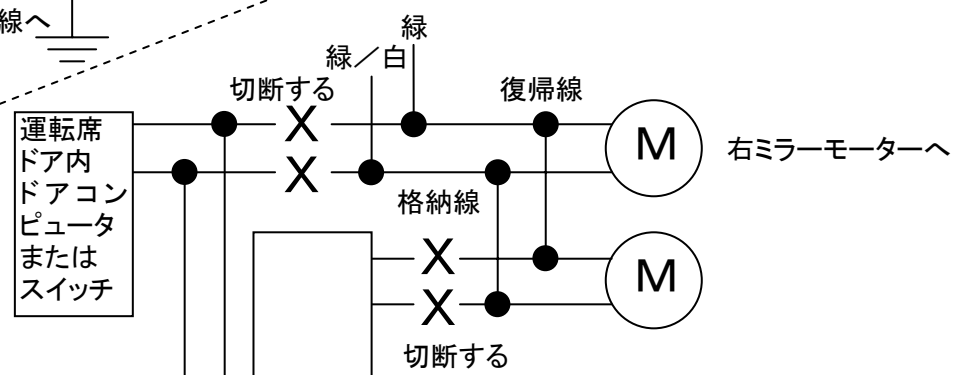 線へ
緑
緑／白
切断する
復帰線
運転席
ドア内
ドアコン
ピュータ
または
スイッチ
X
M
右ミラーモーターへ
X
格納線
X
M
X
切断する